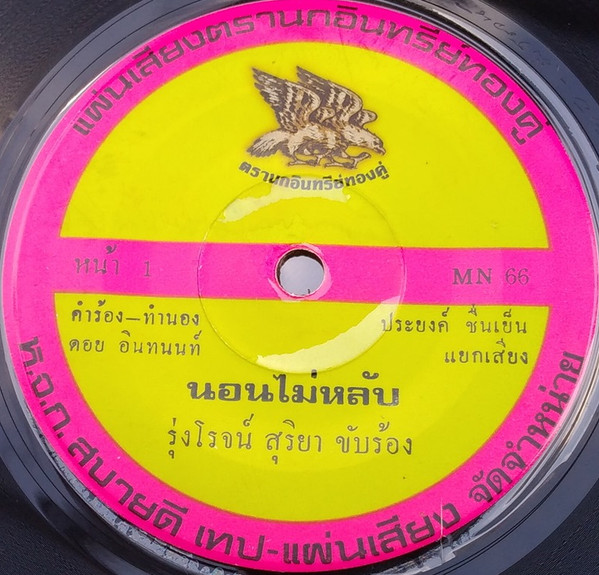 แผ่นเสียงตรานกอินทรีย์ทองคู่
ตรานกอินทรีย์ทองคู่
หน้า 1
MN 66
คำร้อง-ทำนอง
ดอย อินทนนท์
ประยงค์ ชื่นเย็น
แยกเสียง
นอนไม่หลับ
รุ่งโรจน์ สุริยา ขับร้อง
ห.จ.ก. สบายดี เทป-แผ่นเสียง จัดจำหน่าย